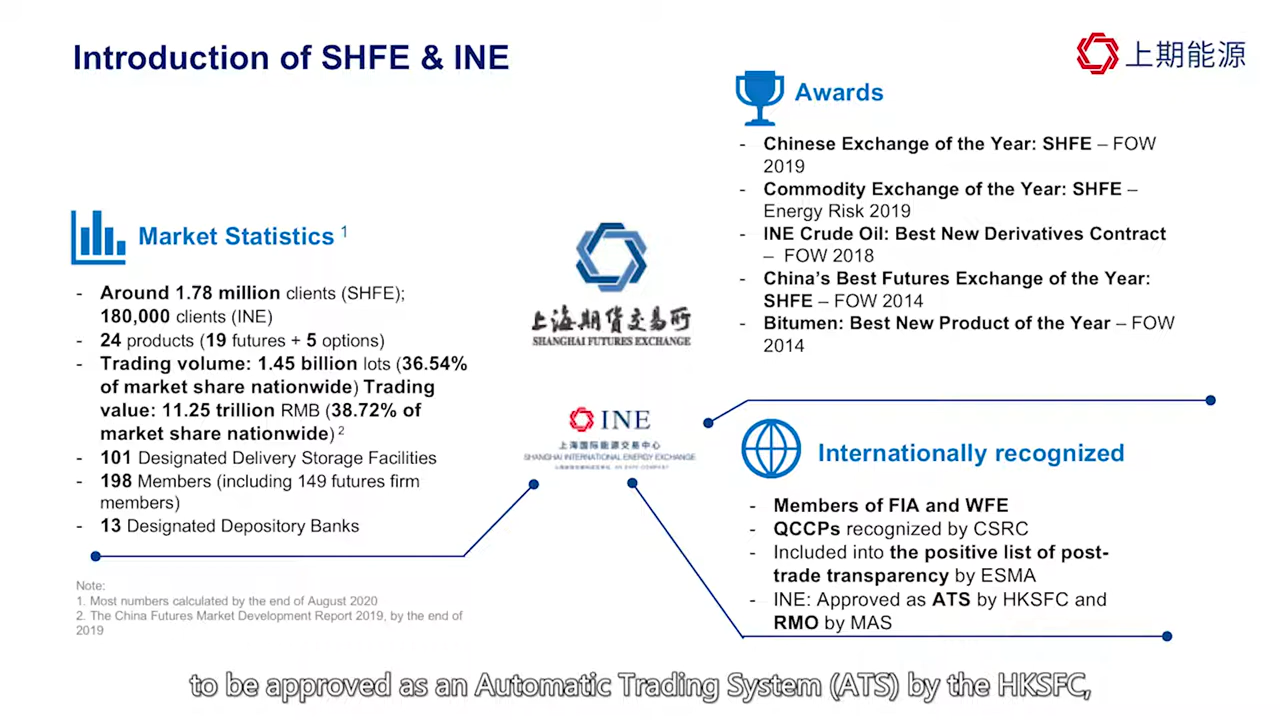 Introduction of SHFE & INE
上期能源
Awards
- Chinese Exchange of the Year: SHFE – FOW
2019
- Commodity Exchange of the Year: SHFE –
Energy Risk 2019
- INE Crude Oil: Best New Derivatives Contract
– FOW 2018
- China’s Best Futures Exchange of the Year:
SHFE – FOW 2014
- Bitumen: Best New Product of the Year – FOW
2014
Market Statistics 1
- Around 1.78 million clients (SHFE);
180,000 clients (INE)
- 24 products (19 futures + 5 options)
- Trading volume: 1.45 billion lots (36.54%
of market share nationwide) Trading
value: 11.25 trillion RMB (38.72% of
market share nationwide) 2
- 101 Designated Delivery Storage Facilities
- 198 Members (including 149 futures firm
members)
- 13 Designated Depository Banks
Note:
1. Most numbers calculated by the end of August 2020
2. The China Futures Market Development Report 2019, by the end of
2019
上海期货交易所
SHANGHAI FUTURES EXCHANGE
INE
上海国际能源交易中心
SHANGHAI INTERNATIONAL ENERGY EXCHANGE
Internationally recognized
- Members of FIA and WFE
- QCCPs recognized by CSRC
- Included into the positive list of post-
trade transparency by ESMA
- INE: Approved as ATS by HKSFC and
RMO by MAS
to be approved as an Automatic Trading System (ATS) by the HKSFC,